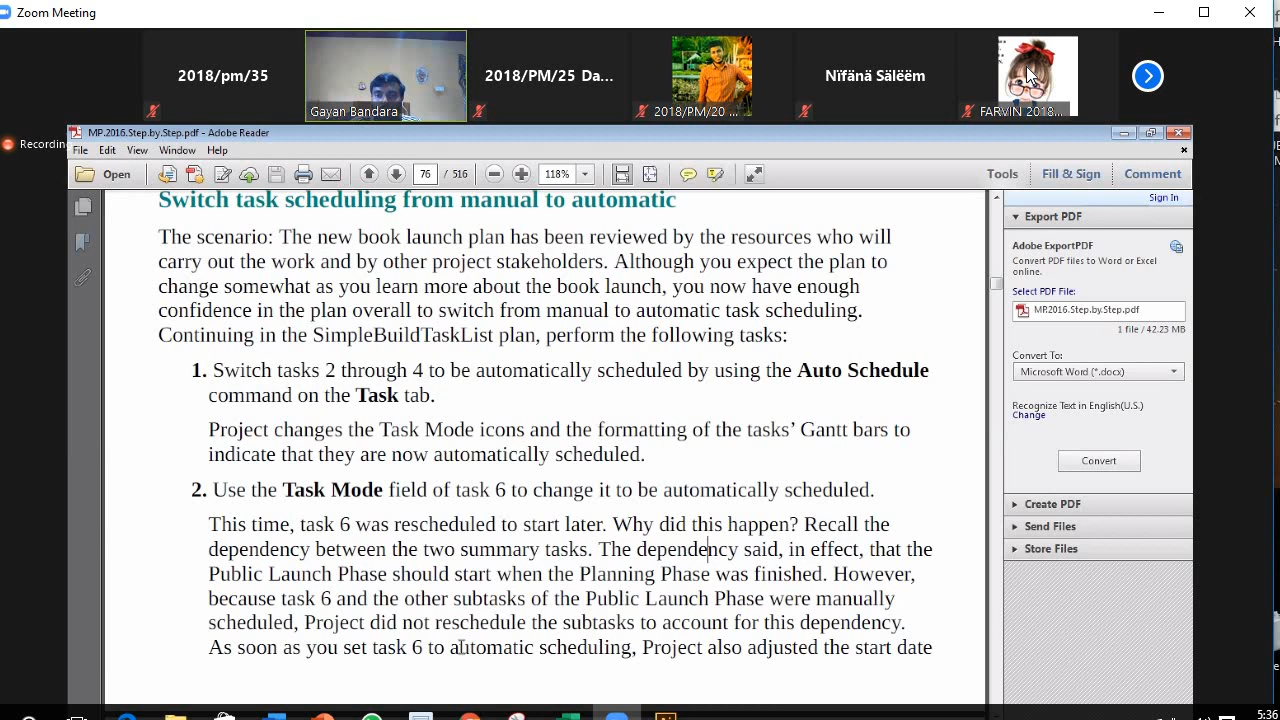 Zoom Meeting
2018/pm/35
Gayan Bandara
2018/PM/25 Da...
2018/PM/20 ...
Nïfänä Sälëëm
FARVIN 2018...
Recording
MP.2016.Step.by.Step.pdf - Adobe Reader
File Edit View Window Help
Open 76 / 516 118% Tools Fill & Sign Comment
Sign In
Switch task scheduling from manual to automatic
The scenario: The new book launch plan has been reviewed by the resources who will
carry out the work and by other project stakeholders. Although you expect the plan to
change somewhat as you learn more about the book launch, you now have enough
confidence in the plan overall to switch from manual to automatic task scheduling.
Continuing in the SimpleBuildTaskList plan, perform the following tasks:
1. Switch tasks 2 through 4 to be automatically scheduled by using the Auto Schedule
command on the Task tab.
Project changes the Task Mode icons and the formatting of the tasks’ Gantt bars to
indicate that they are now automatically scheduled.
2. Use the Task Mode field of task 6 to change it to be automatically scheduled.
This time, task 6 was rescheduled to start later. Why did this happen? Recall the
dependency between the two summary tasks. The dependency said, in effect, that the
Public Launch Phase should start when the Planning Phase was finished. However,
because task 6 and the other subtasks of the Public Launch Phase were manually
scheduled, Project did not reschedule the subtasks to account for this dependency.
As soon as you set task 6 to automatic scheduling, Project also adjusted the start date
Export PDF
Adobe ExportPDF
Convert PDF files to Word or Excel
online.
Select PDF File:
MP.2016.Step.by.Step.pdf
1 file / 42.23 MB
Convert To:
Microsoft Word (*.docx)
Recognize Text in English(U.S.)
Change
Convert
Create PDF
Send Files
Store Files
5:36